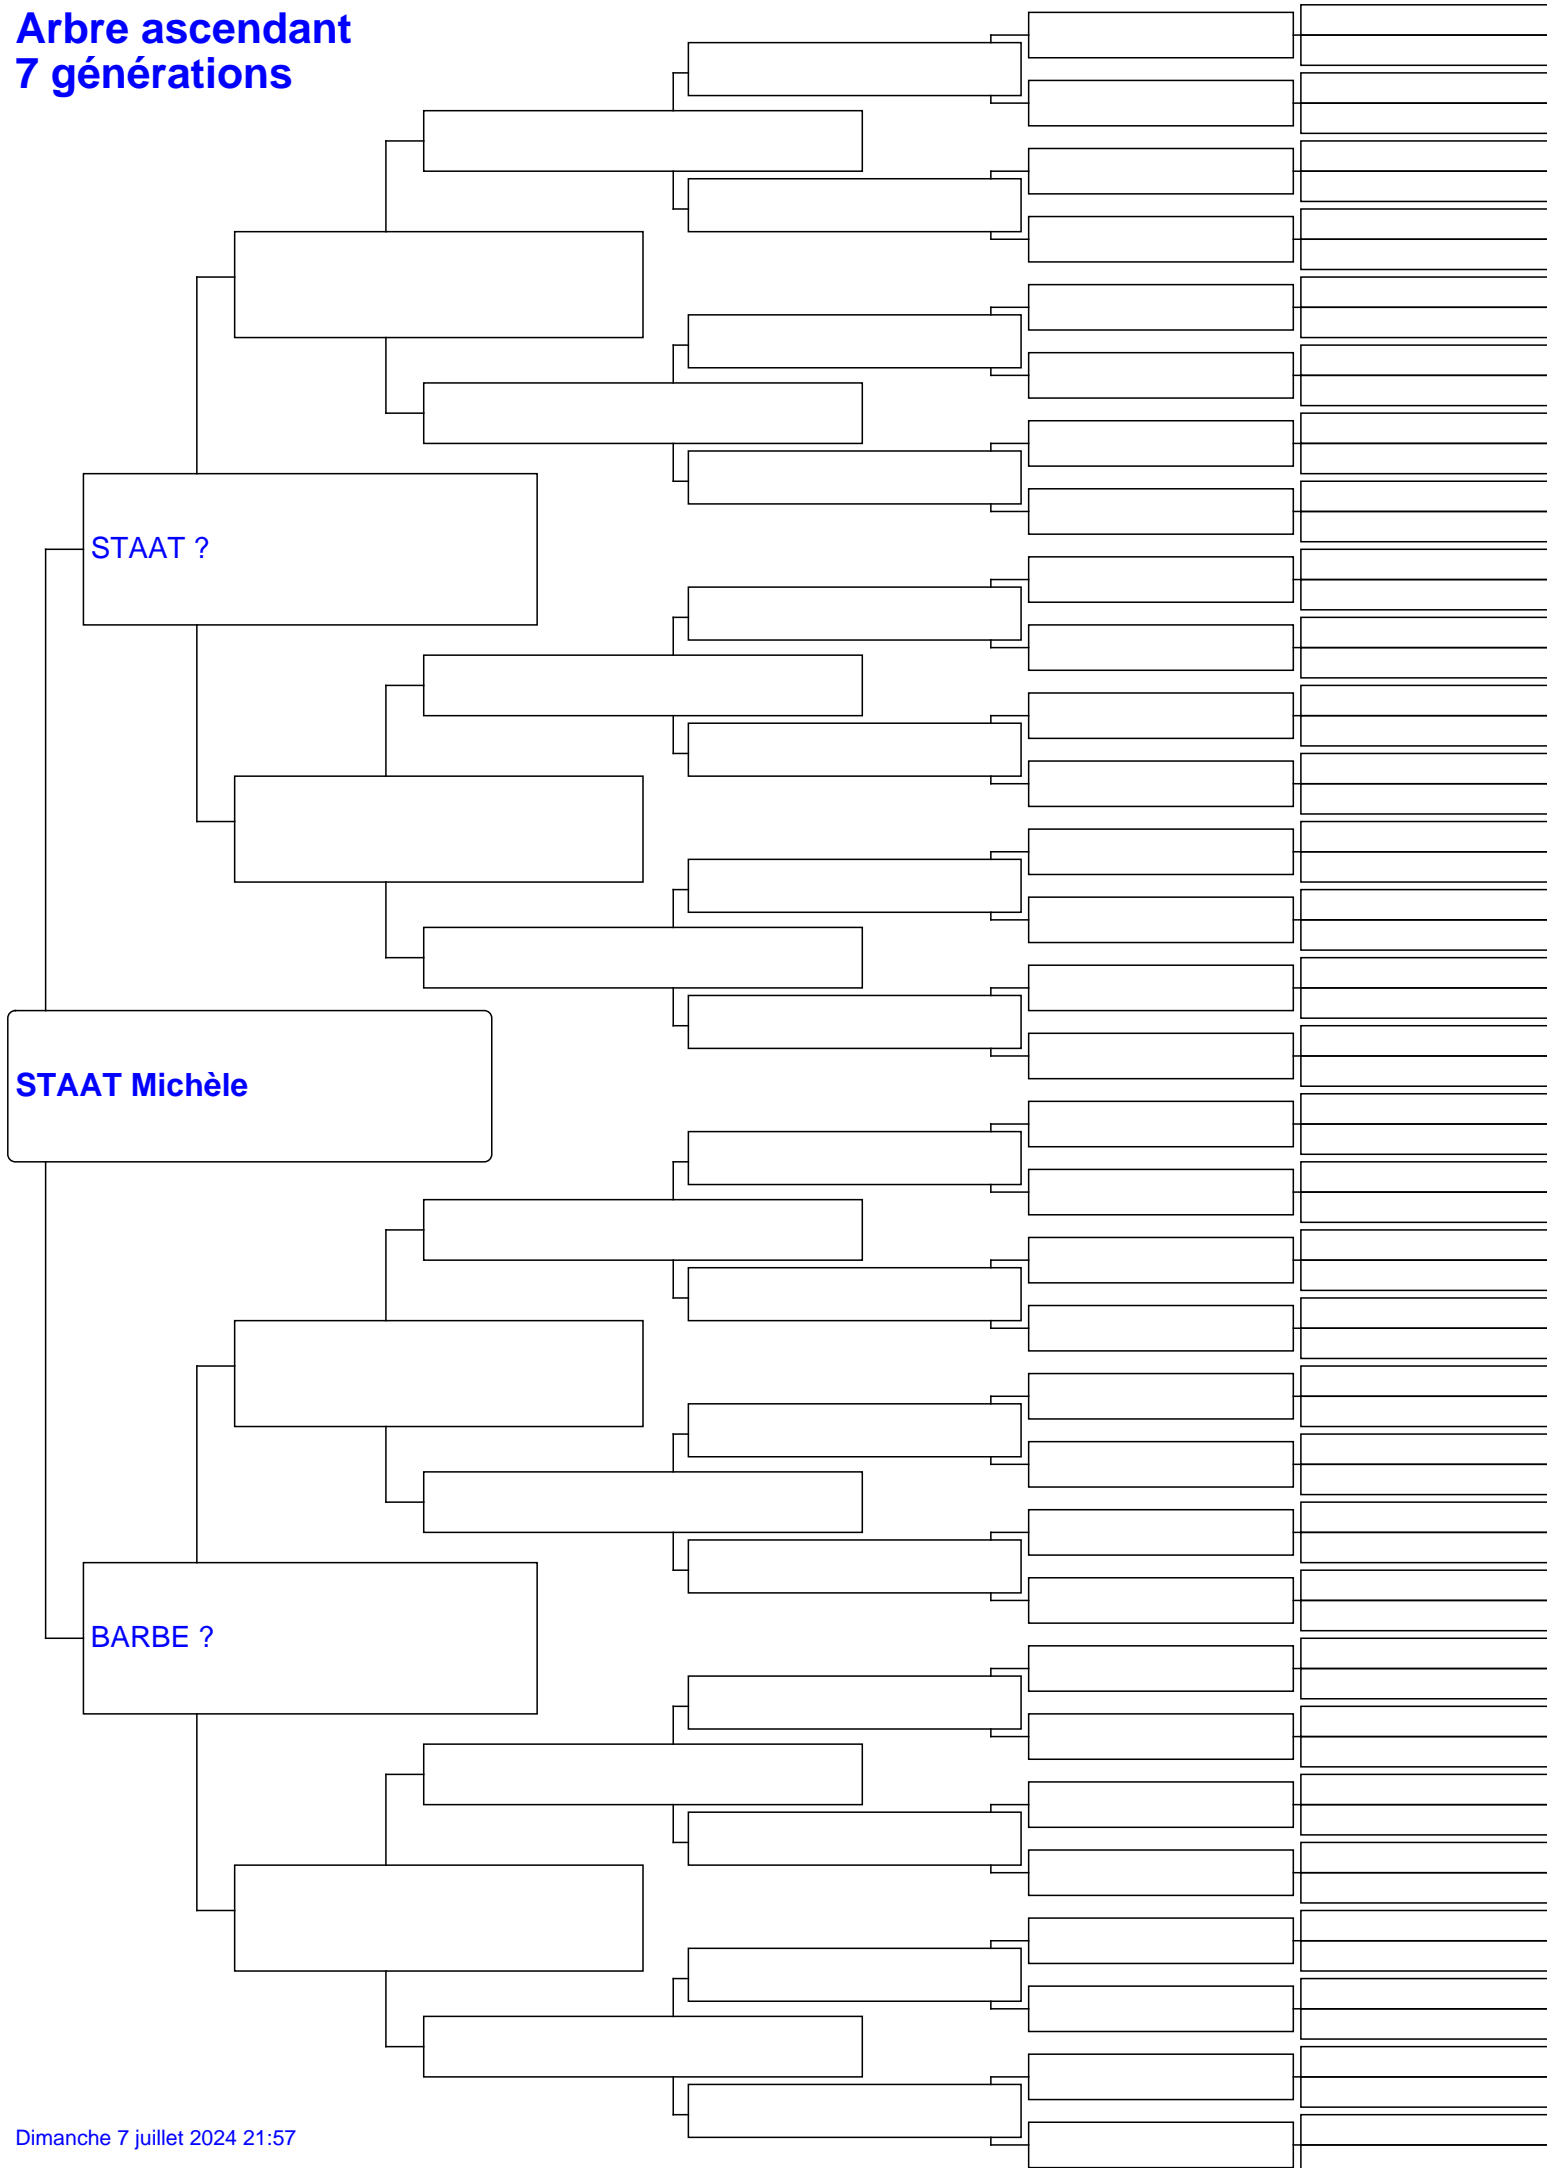 Arbre ascendant
7 générations
STAAT ?
STAAT Michèle
BARBE ?
Dimanche 7 juillet 2024 21:57